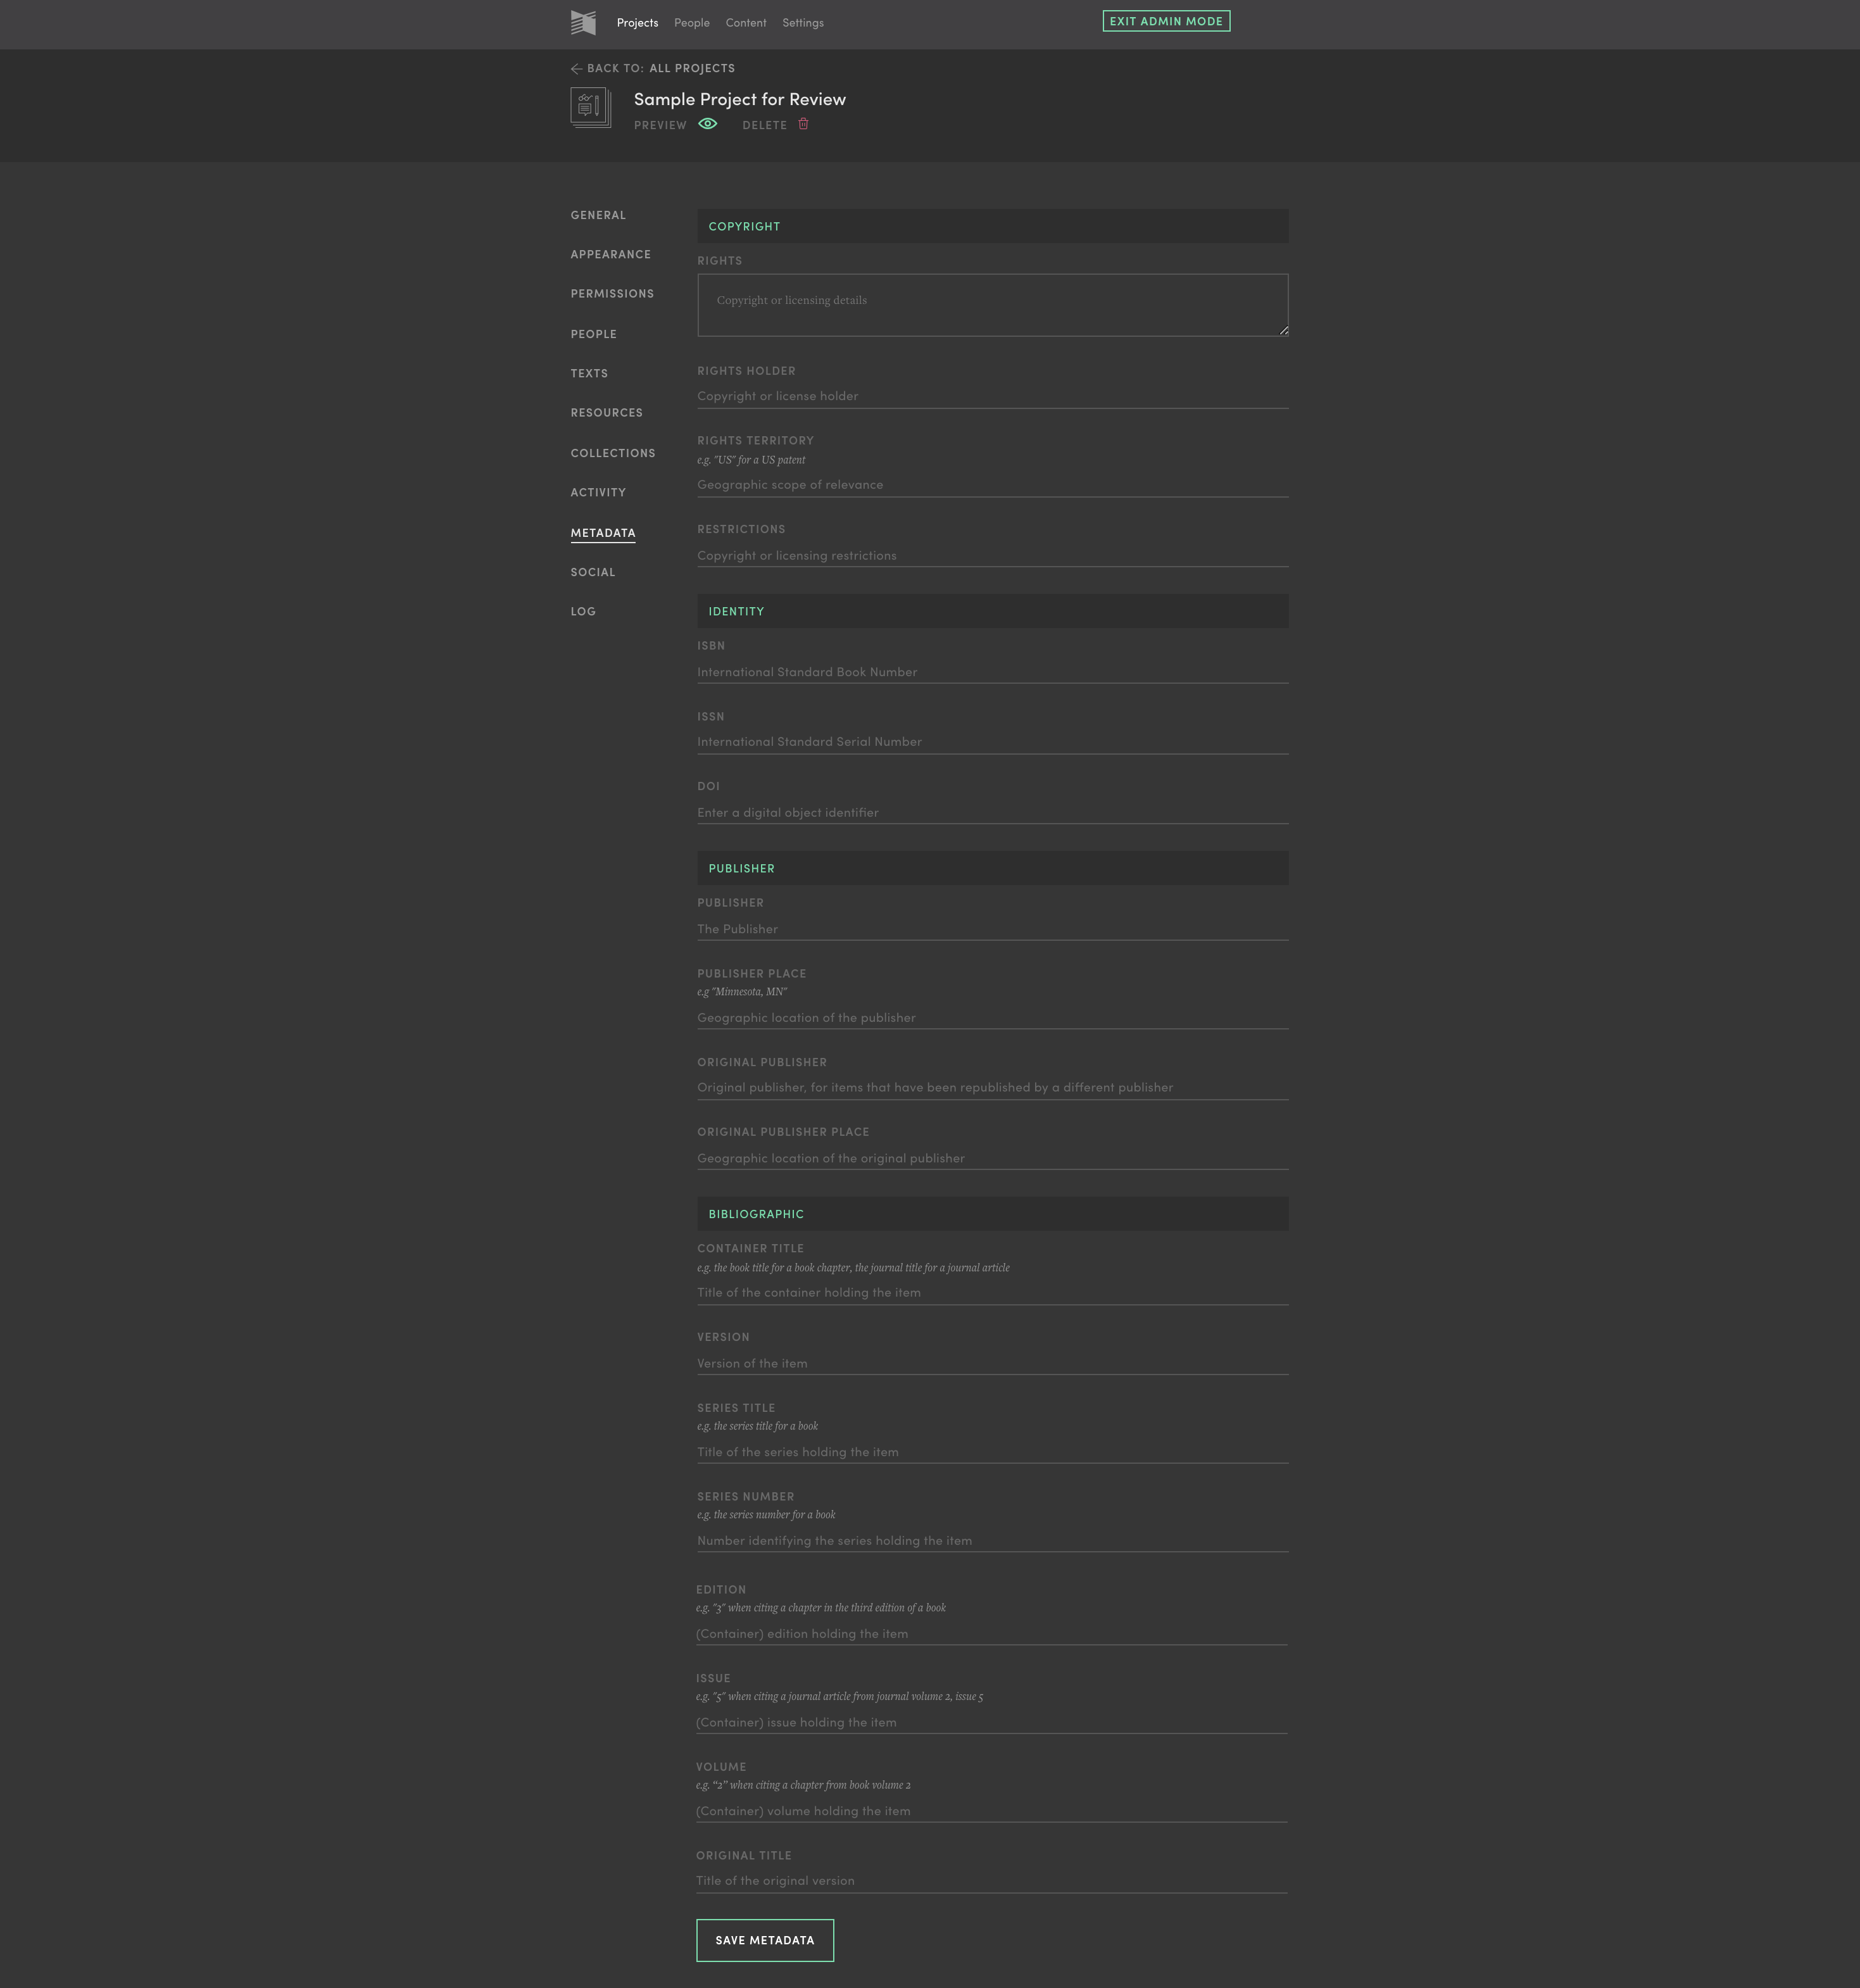 Projects People Content Settings
EXIT ADMIN MODE
BACK TO: ALL PROJECTS
Sample Project for Review
PREVIEW DELETE
GENERAL
APPEARANCE
PERMISSIONS
PEOPLE
TEXTS
RESOURCES
COLLECTIONS
ACTIVITY
METADATA
SOCIAL
LOG
COPYRIGHT
RIGHTS
Copyright or licensing details
RIGHTS HOLDER
Copyright or license holder
RIGHTS TERRITORY
e.g. "US" for a US patent
Geographic scope of relevance
RESTRICTIONS
Copyright or licensing restrictions
IDENTITY
ISBN
International Standard Book Number
ISSN
International Standard Serial Number
DOI
Enter a digital object identifier
PUBLISHER
PUBLISHER
The Publisher
PUBLISHER PLACE
e.g "Minnesota, MN"
Geographic location of the publisher
ORIGINAL PUBLISHER
Original publisher, for items that have been republished by a different publisher
ORIGINAL PUBLISHER PLACE
Geographic location of the original publisher
BIBLIOGRAPHIC
CONTAINER TITLE
e.g. the book title for a book chapter, the journal title for a journal article
Title of the container holding the item
VERSION
Version of the item
SERIES TITLE
e.g. the series title for a book
Title of the series holding the item
SERIES NUMBER
e.g. the series number for a book
Number identifying the series holding the item
EDITION
e.g. "3" when citing a chapter in the third edition of a book
(Container) edition holding the item
ISSUE
e.g. "5" when citing a journal article from journal volume 2, issue 5
(Container) issue holding the item
VOLUME
e.g. “2” when citing a chapter from book volume 2
(Container) volume holding the item
ORIGINAL TITLE
Title of the original version
SAVE METADATA